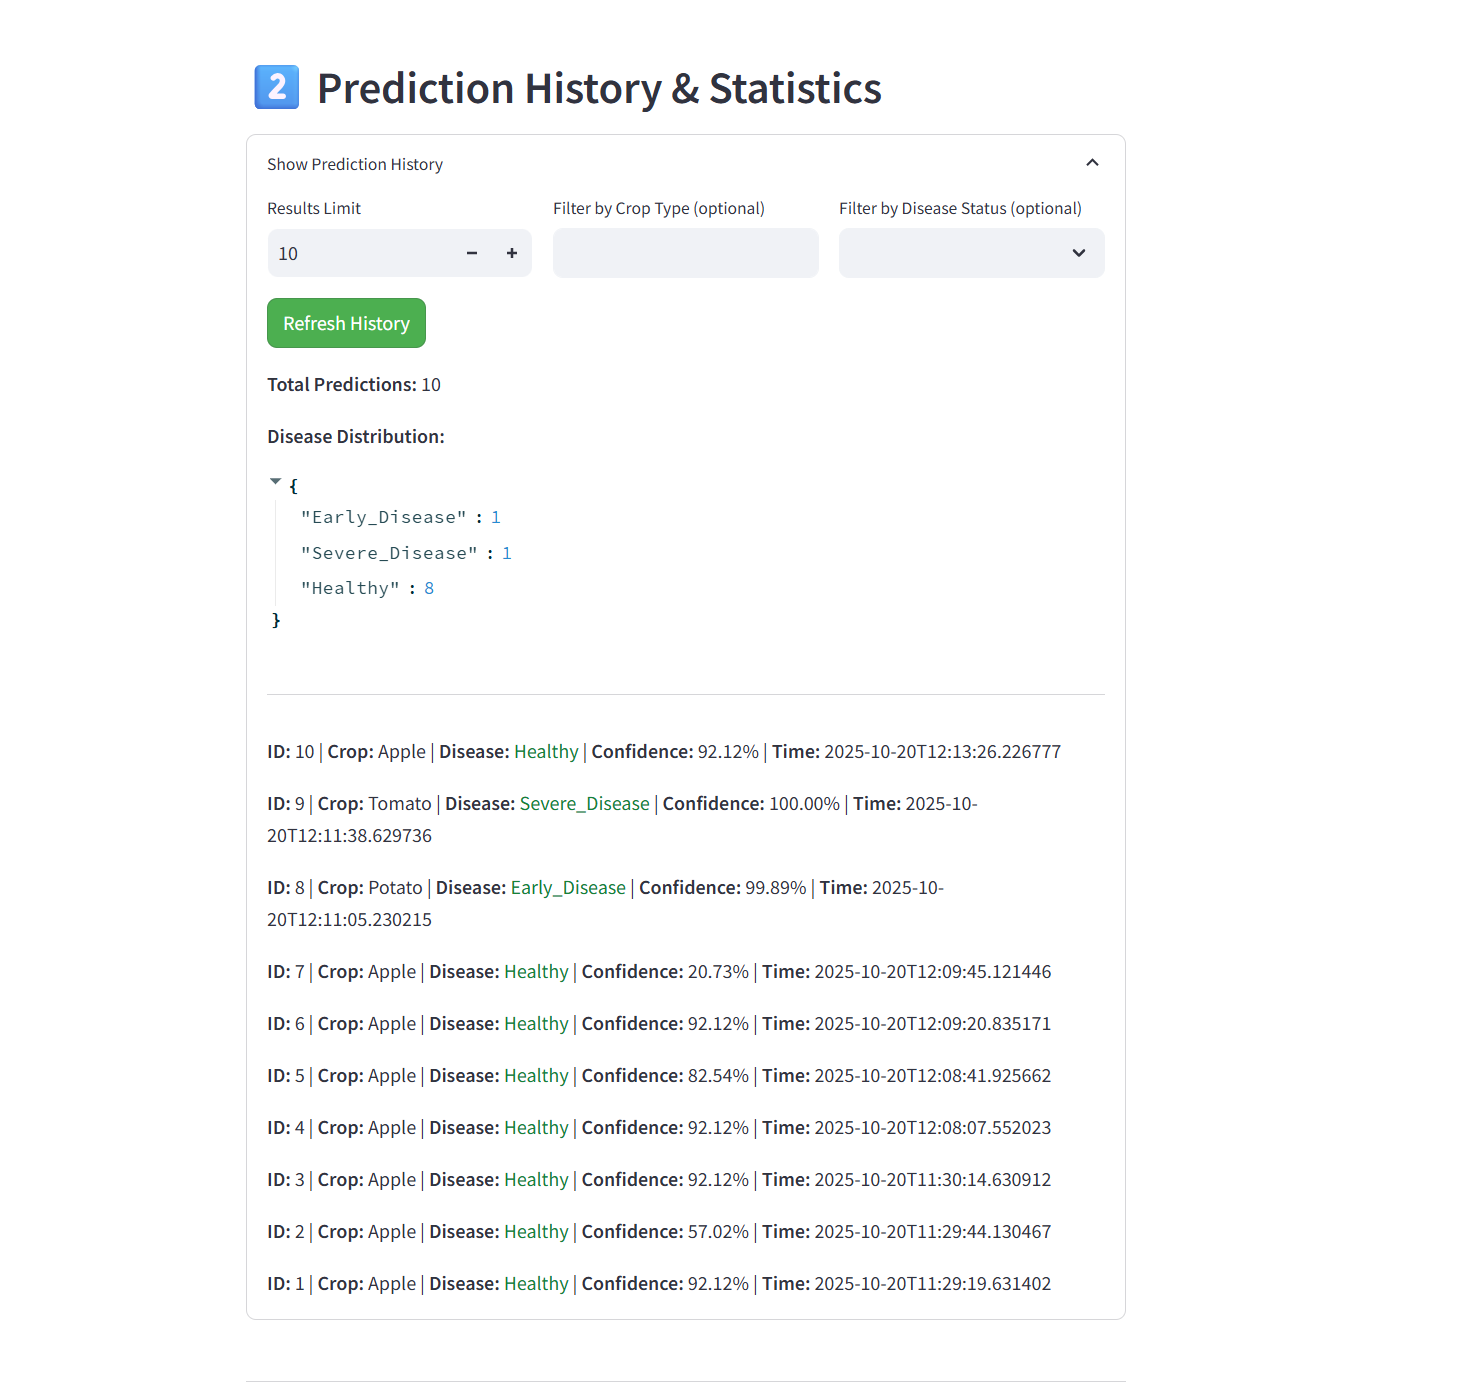 2 Prediction History & Statistics
Show Prediction History
Results Limit
Filter by Crop Type (optional)
Filter by Disease Status (optional)
10 − +
Refresh History
Total Predictions: 10
Disease Distribution:
{
"Early_Disease" : 1
"Severe_Disease" : 1
"Healthy" : 8
}
ID: 10 | Crop: Apple | Disease: Healthy | Confidence: 92.12% | Time: 2025-10-20T12:13:26.226777
ID: 9 | Crop: Tomato | Disease: Severe_Disease | Confidence: 100.00% | Time: 2025-10-
20T12:11:38.629736
ID: 8 | Crop: Potato | Disease: Early_Disease | Confidence: 99.89% | Time: 2025-10-
20T12:11:05.230215
ID: 7 | Crop: Apple | Disease: Healthy | Confidence: 20.73% | Time: 2025-10-20T12:09:45.121446
ID: 6 | Crop: Apple | Disease: Healthy | Confidence: 92.12% | Time: 2025-10-20T12:09:20.835171
ID: 5 | Crop: Apple | Disease: Healthy | Confidence: 82.54% | Time: 2025-10-20T12:08:41.925662
ID: 4 | Crop: Apple | Disease: Healthy | Confidence: 92.12% | Time: 2025-10-20T12:08:07.552023
ID: 3 | Crop: Apple | Disease: Healthy | Confidence: 92.12% | Time: 2025-10-20T11:30:14.630912
ID: 2 | Crop: Apple | Disease: Healthy | Confidence: 57.02% | Time: 2025-10-20T11:29:44.130467
ID: 1 | Crop: Apple | Disease: Healthy | Confidence: 92.12% | Time: 2025-10-20T11:29:19.631402